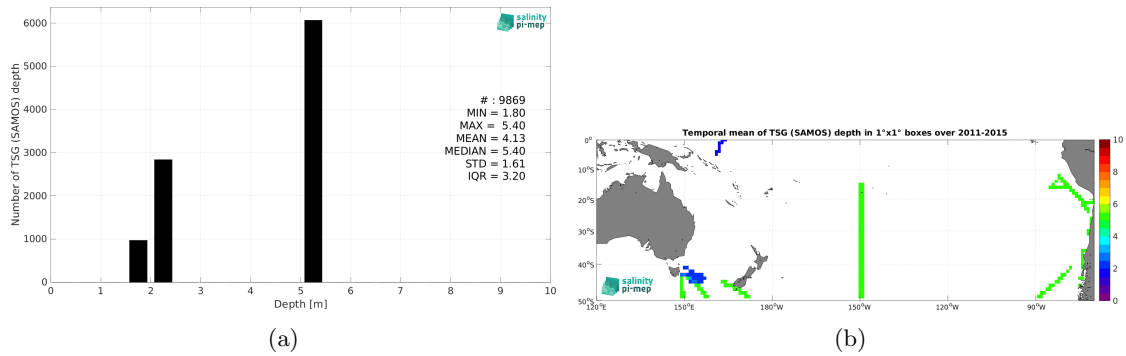 salinity
pi-mep
6000
5000
4000
3000
2000
1000
0
Number of TSG (SAMOS) depth
# : 9869
MIN = 1.80
MAX = 5.40
MEAN = 4.13
MEDIAN = 5.40
STD = 1.61
IQR = 3.20
0 1 2 3 4 5 6 7 8 9 10
Depth [m]
(a)
Temporal mean of TSG (SAMOS) depth in 1°x1° boxes over 2011-2015
0°
10°S
20°S
30°S
40°S
50°S
120°E 150°E 180°W 150°W 120°W 90°W
salinity
pi-mep
10
8
6
4
2
0
(b)